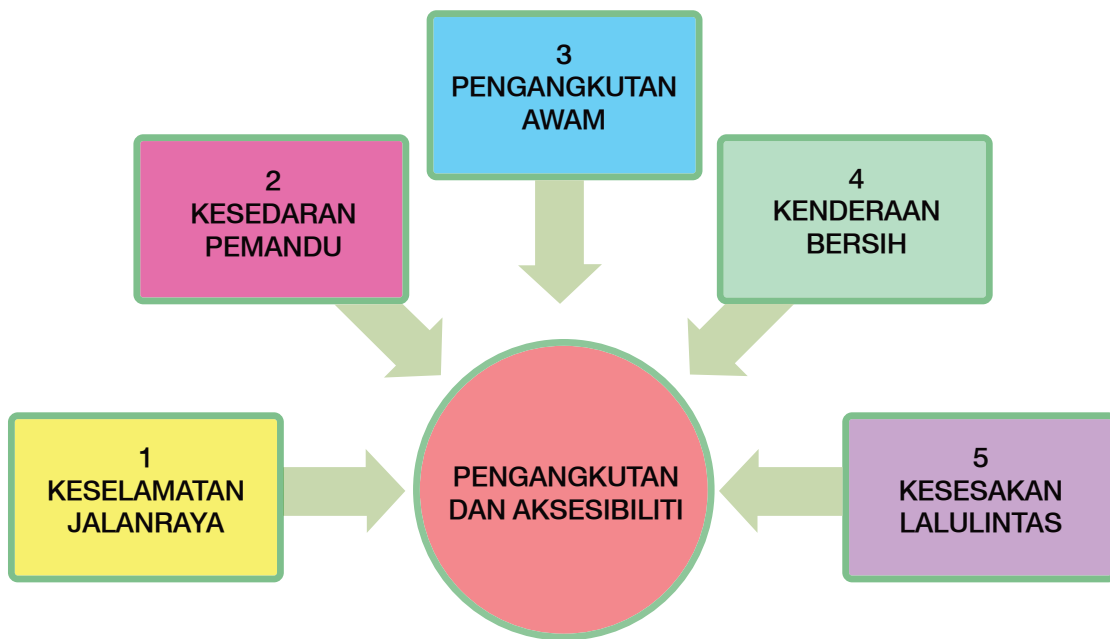 1
KESELAMATAN
JALANRAYA
2
KESEDARAN
PEMANDU
3
PENGANGKUTAN
AWAM
4
KENDERAAN
BERSIH
5
KESESAKAN
LALULINTAS
PENGANGKUTAN
DAN AKSESIBILITI